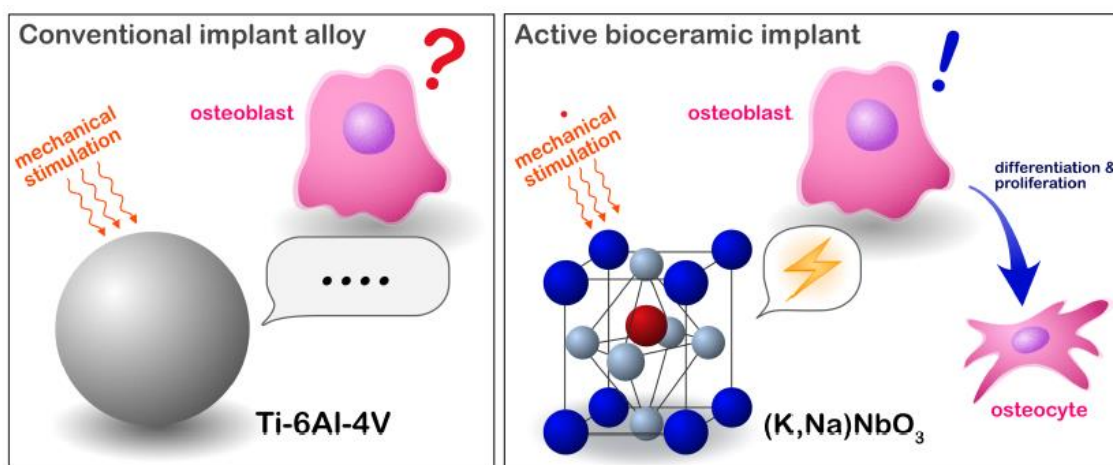 Conventional implant alloy
?
osteoblast
mechanical
stimulation
....
Ti-6Al-4V
Active bioceramic implant
!
osteoblast
mechanical
stimulation
differentiation &
proliferation
(K,Na)NbO₃
osteocyte